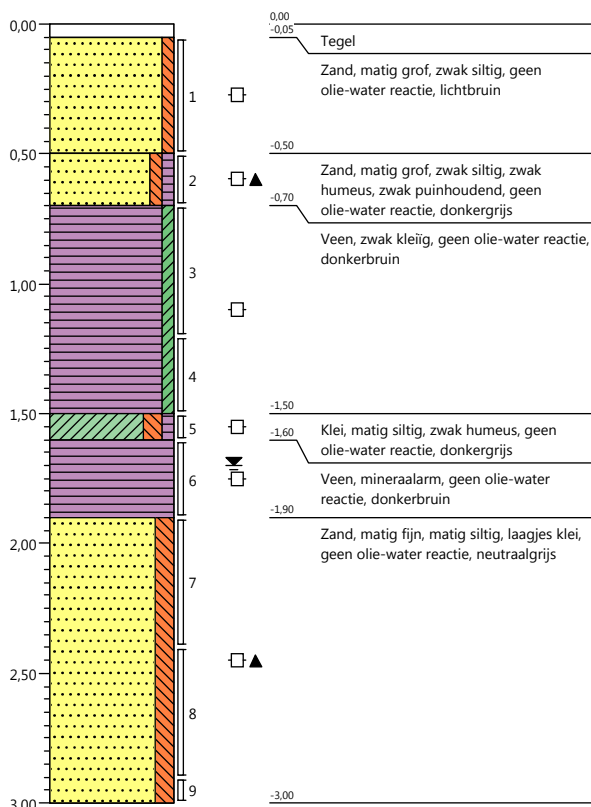 0,00
0,50
1,00
1,50
2,00
2,50
3,00
1
2
3
4
5
6
7
8
9
0,00
-0,05
Tegel
Zand, matig grof, zwak siltig, geen
olie-water reactie, lichtbruin
-0,50
Zand, matig grof, zwak siltig, zwak
humeus, zwak puinhoudend, geen
olie-water reactie, donkergrijs
-0,70
Veen, zwak kleiïg, geen olie-water reactie,
donkerbruin
-1,50
Klei, matig siltig, zwak humeus, geen
olie-water reactie, donkergrijs
-1,60
Veen, mineraalarm, geen olie-water
reactie, donkerbruin
-1,90
Zand, matig fijn, matig siltig, laagjes klei,
geen olie-water reactie, neutraalgrijs
-3,00